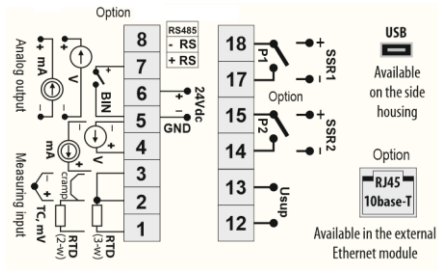 Option
Analog output
+ mA -
+ V -
RS485
- RS
+ RS
8
7
6
5
4
3
2
1
BIN
+ 24Vdc
-
GND
Measuring input
mA
V
cramp
TC, mV
RTD
(2-w)
RTD
(3-w)
18
17
15
14
13
12
P1
+
-
SSR1
Option
P2
+
-
SSR2
Usup
USB
Available
on the side
housing
Option
RJ45
10base-T
Available in the external
Ethernet module